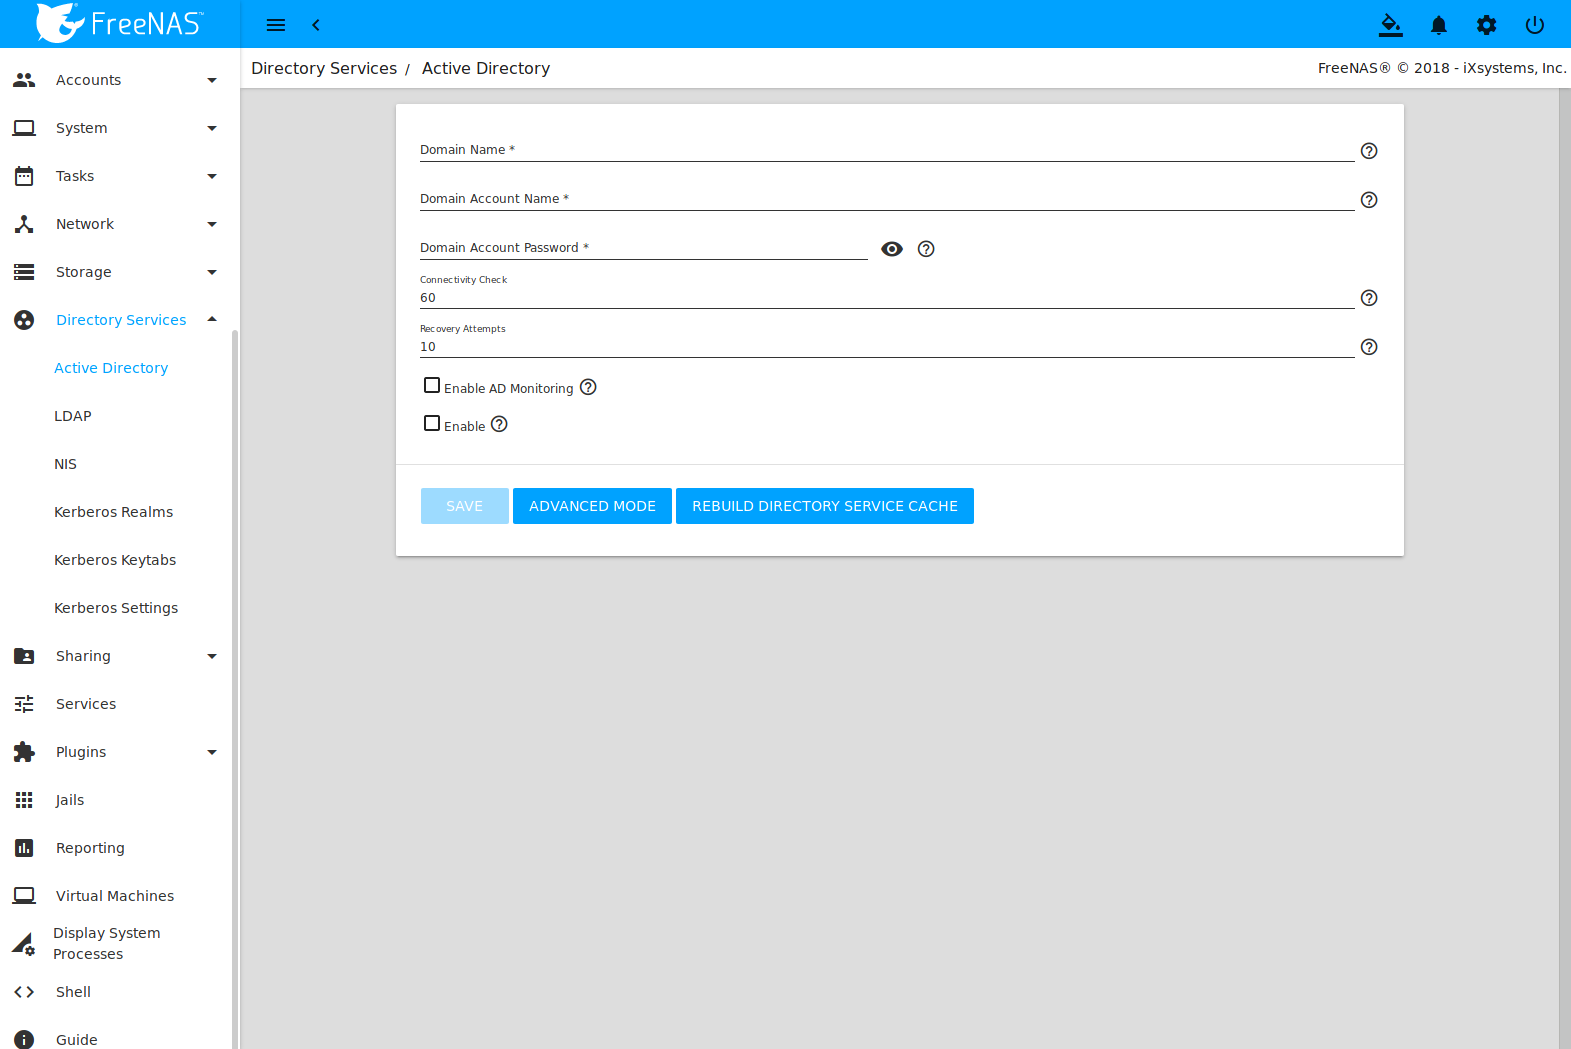 FreeNAS™
Directory Services / Active Directory
FreeNAS® © 2018 - iXsystems, Inc.
Accounts
System
Tasks
Network
Storage
Directory Services
Active Directory
LDAP
NIS
Kerberos Realms
Kerberos Keytabs
Kerberos Settings
Sharing
Services
Plugins
Jails
Reporting
Virtual Machines
Display System
Processes
Shell
Guide
Domain Name *
Domain Account Name *
Domain Account Password *
Connectivity Check
60
Recovery Attempts
10
Enable AD Monitoring
Enable
SAVE
ADVANCED MODE
REBUILD DIRECTORY SERVICE CACHE